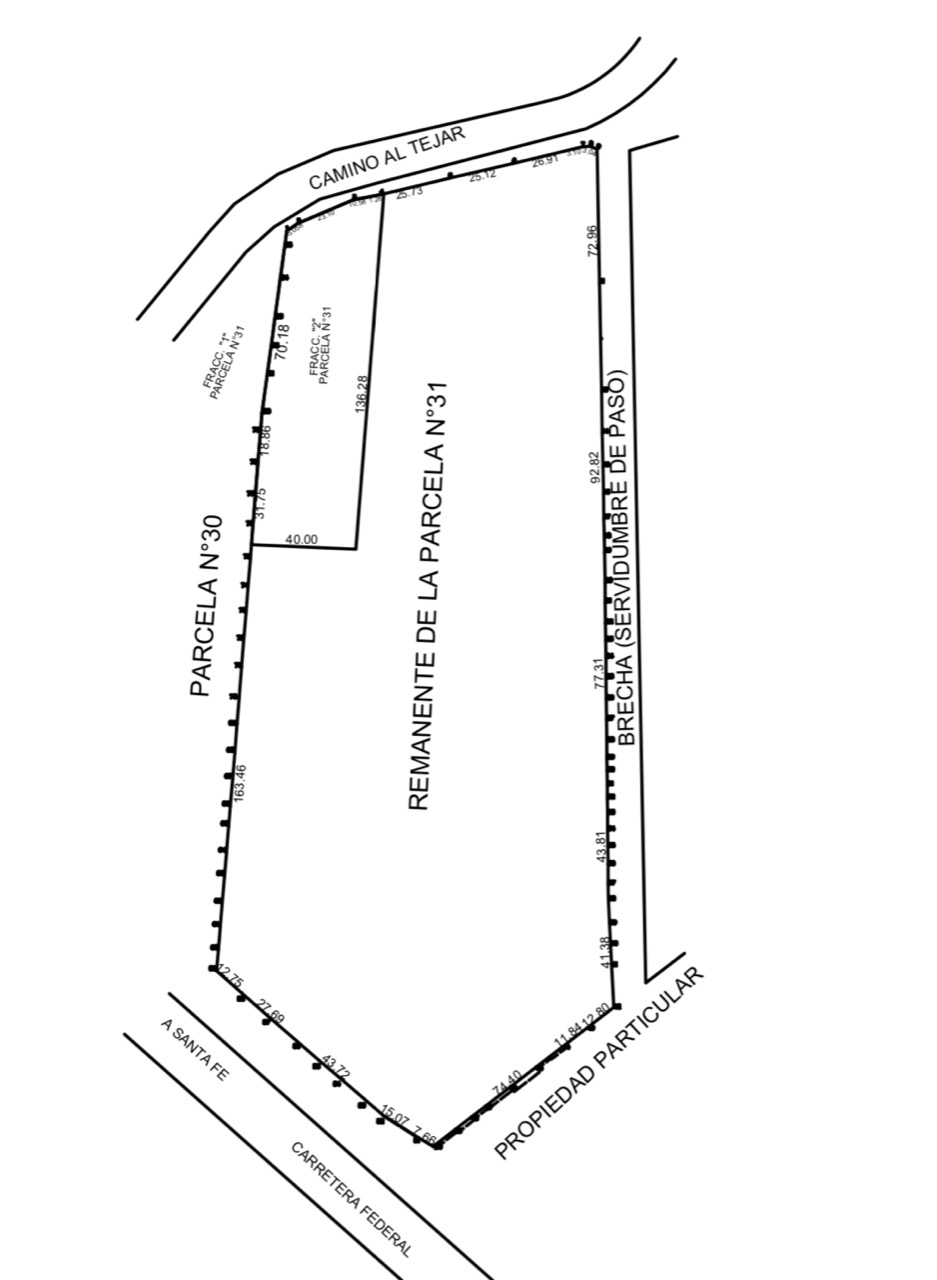 CAMINO AL TEJAR
25.73
25.12
26.91
72.96
FRACC. "1"
PARCELA N°31
70.18
FRACC. "2"
PARCELA N°31
136.28
18.86
31.75
40.00
PARCELA N°30
REMANENTE DE LA PARCELA N°31
92.82
BRECHA (SERVIDUMBRE DE PASO)
77.31
163.46
43.81
41.38
12.75
27.69
43.72
15.07
7.66
74.40
11.84
12.80
PROPIEDAD PARTICULAR
A SANTA FE
CARRETERA FEDERAL